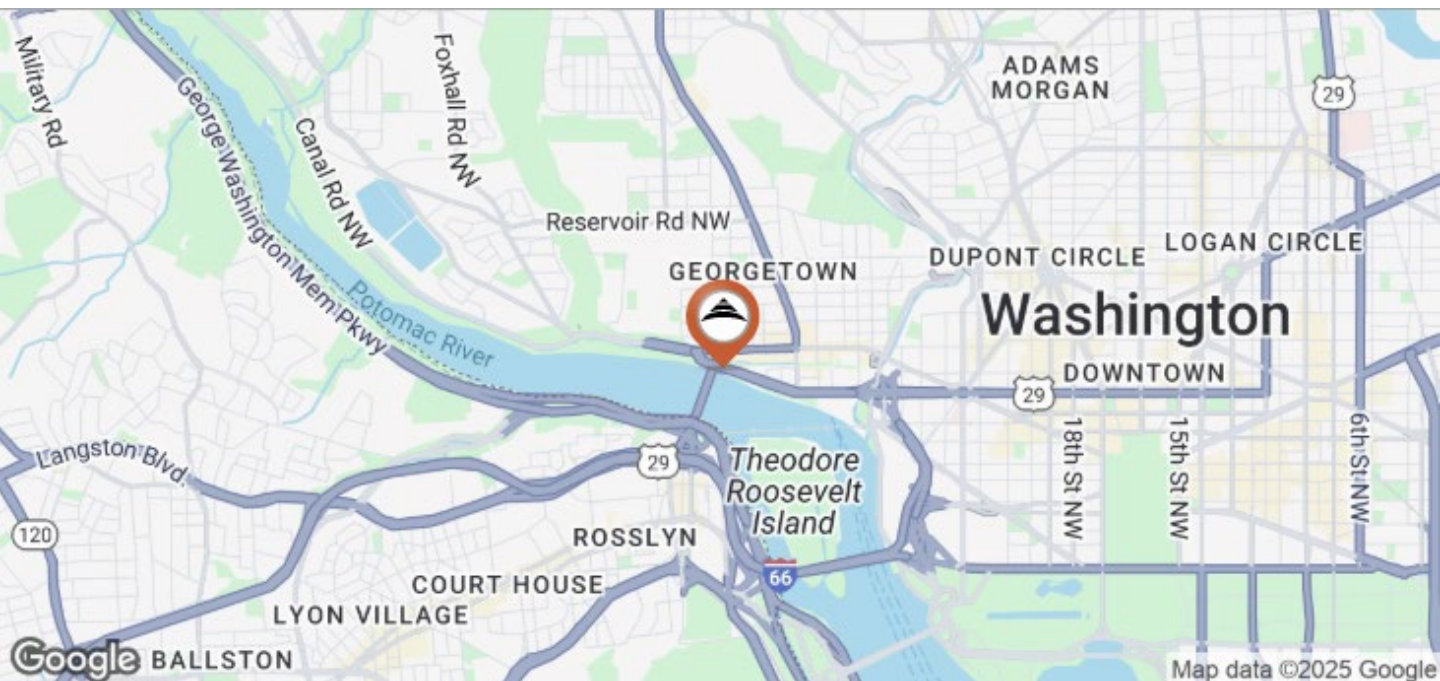 Military Rd
George Washington Mem Pkwy
Canal Rd NW
Foxhall Rd NW
ADAMS
MORGAN
29
Reservoir Rd NW
GEORGETOWN
DUPONT CIRCLE
LOGAN CIRCLE
Potomac River
Washington
DOWNTOWN
29
18th St NW
15th St NW
6th St NW
Langston Blvd.
29
Theodore
Roosevelt
Island
120
ROSSLYN
66
COURT HOUSE
LYON VILLAGE
Google
BALLSTON
Map data ©2025 Google